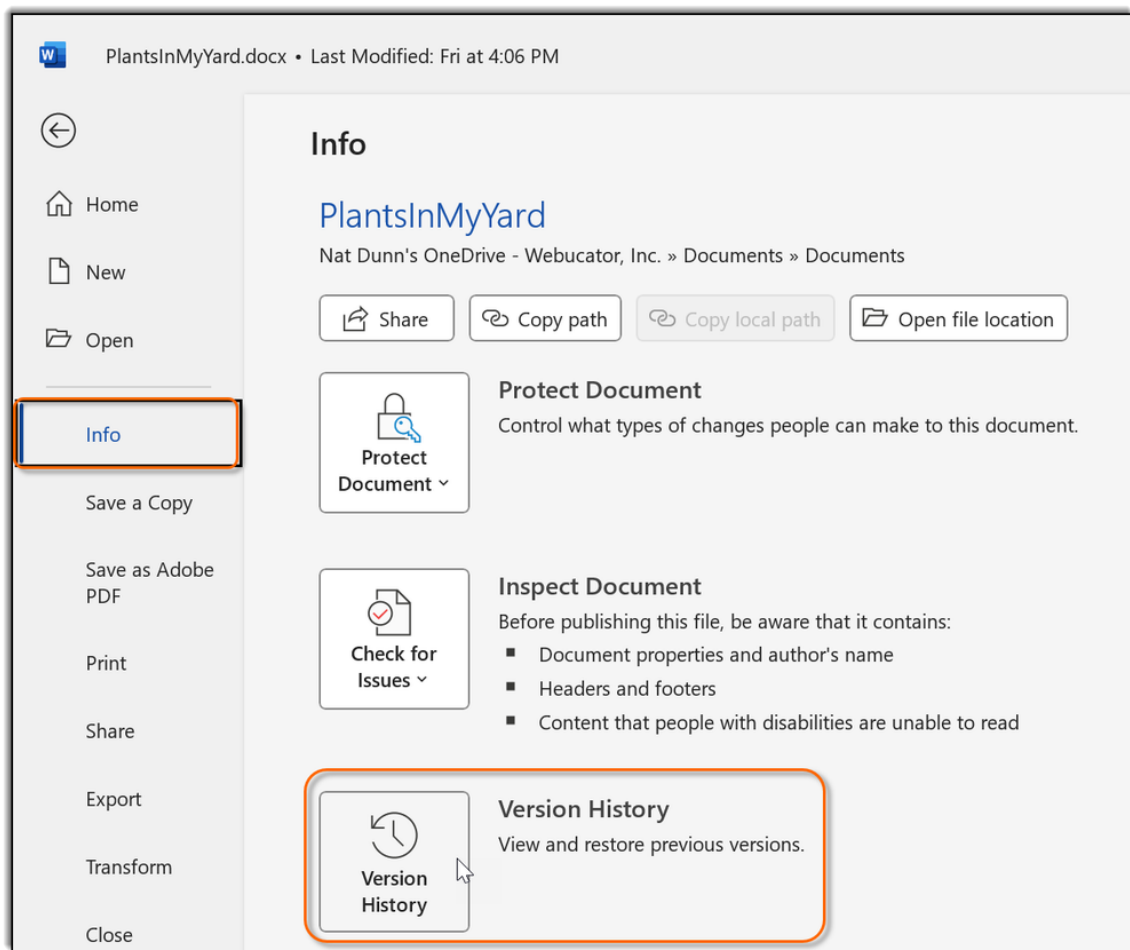 W PlantsInMyYard.docx • Last Modified: Fri at 4:06 PM
Home
New
Open
Info
Save a Copy
Save as Adobe
PDF
Print
Share
Export
Transform
Close
Info
PlantsInMyYard
Nat Dunn's OneDrive - Webucator, Inc. » Documents » Documents
Share Copy path Copy local path Open file location
Protect
Document
Protect Document
Control what types of changes people can make to this document.
Check for
Issues
Inspect Document
Before publishing this file, be aware that it contains:
▪ Document properties and author's name
▪ Headers and footers
▪ Content that people with disabilities are unable to read
Version
History
Version History
View and restore previous versions.